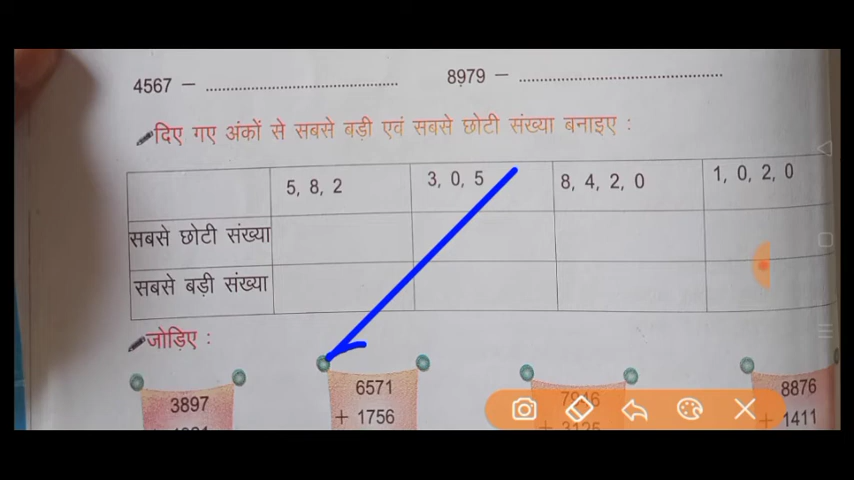 4567 – ........................................
8979 – ........................................
दिए गए अंकों से सबसे बड़ी एवं सबसे छोटी संख्या बनाइए :
5, 8, 2 3, 0, 5 8, 4, 2, 0 1, 0, 2, 0
सबसे छोटी संख्या
सबसे बड़ी संख्या
जोड़िए :
3897
6571
+ 1756
8876
+ 1411